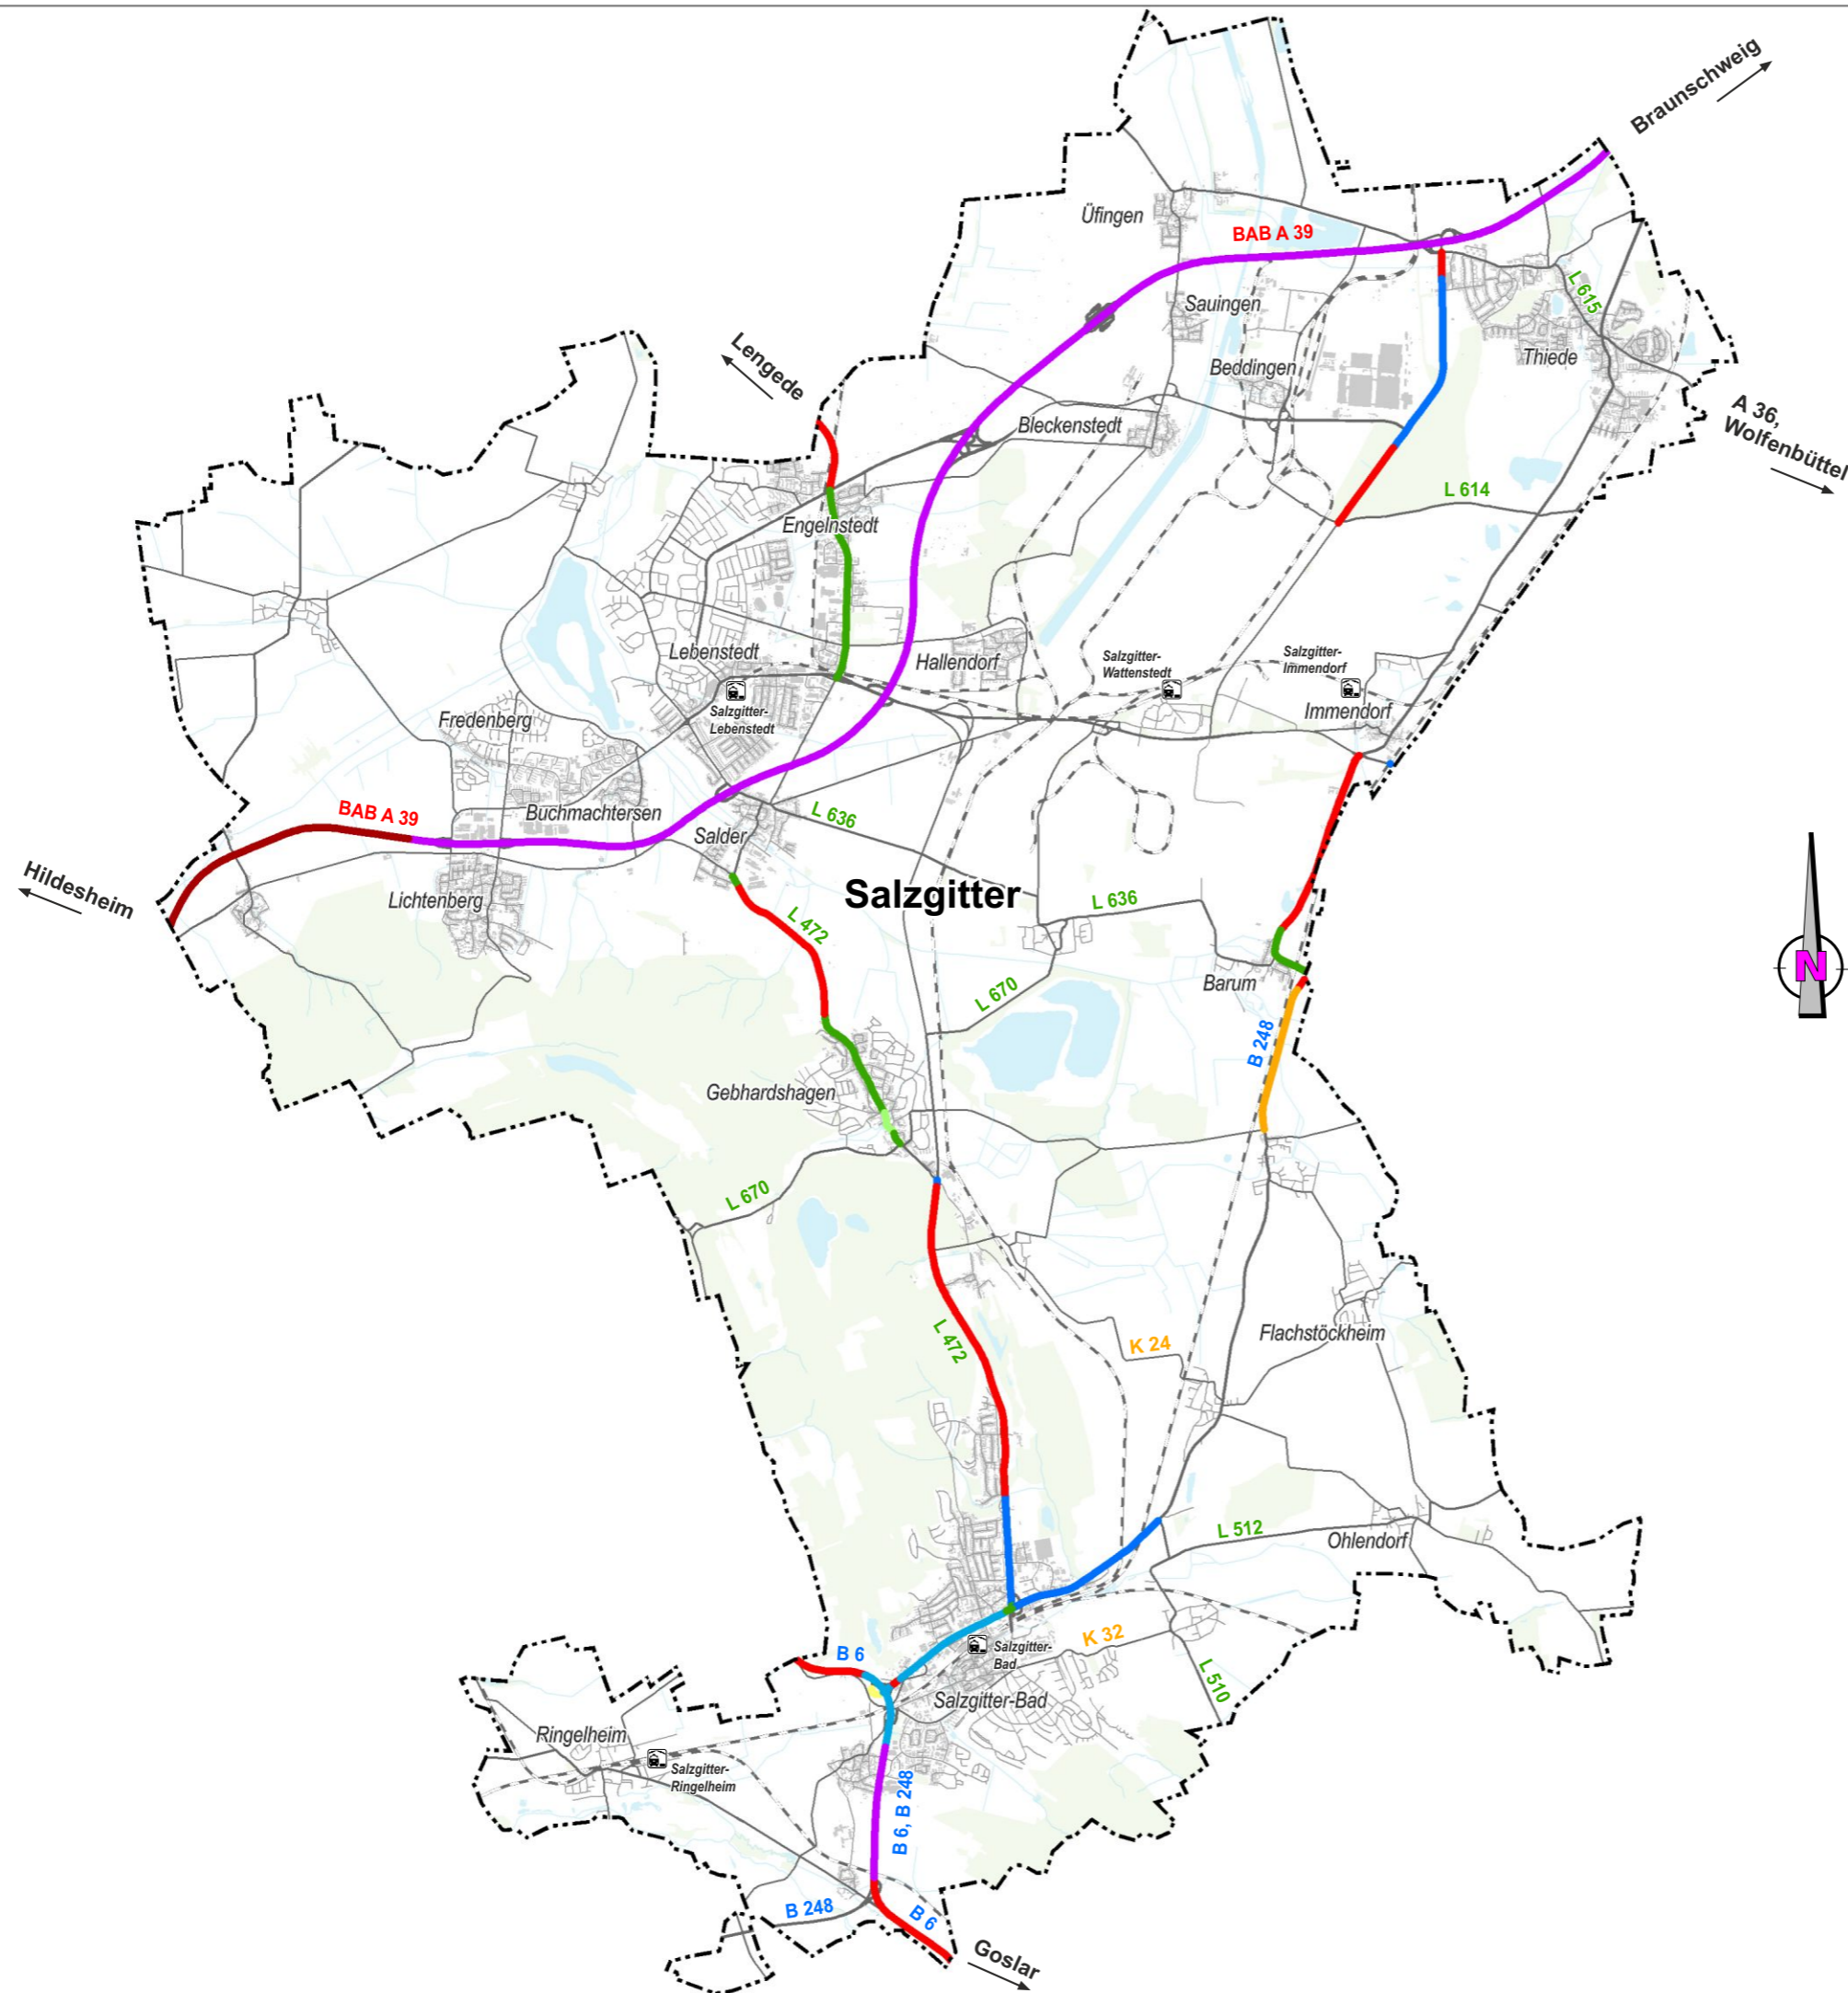 Braunschweig
Üfingen
BAB A 39
L 615
Sauingen
Lengede
Thiede
Beddingen
A 36,
Wolfenbüttel
Bleckenstedt
L 614
Engelnstedt
Lebenstedt
Hallendorf
Salzgitter-
Wattenstedt
Salzgitter-
Immendorf
Salzgitter-
Lebenstedt
Immendorf
Fredenberg
BAB A 39
Buchmachtersen
L 636
Salder
Hildesheim
Lichtenberg
Salzgitter
L 636
L 472
N
Barum
L 670
B 248
Gebhardshagen
L 670
Flachstöckheim
L 472
K 24
L 512
Ohlendorf
K 32
B 6
Salzgitter-
Bad
L 510
Salzgitter-Bad
Ringelheim
Salzgitter-
Ringelheim
B 6, B 248
B 248
B 6
Goslar